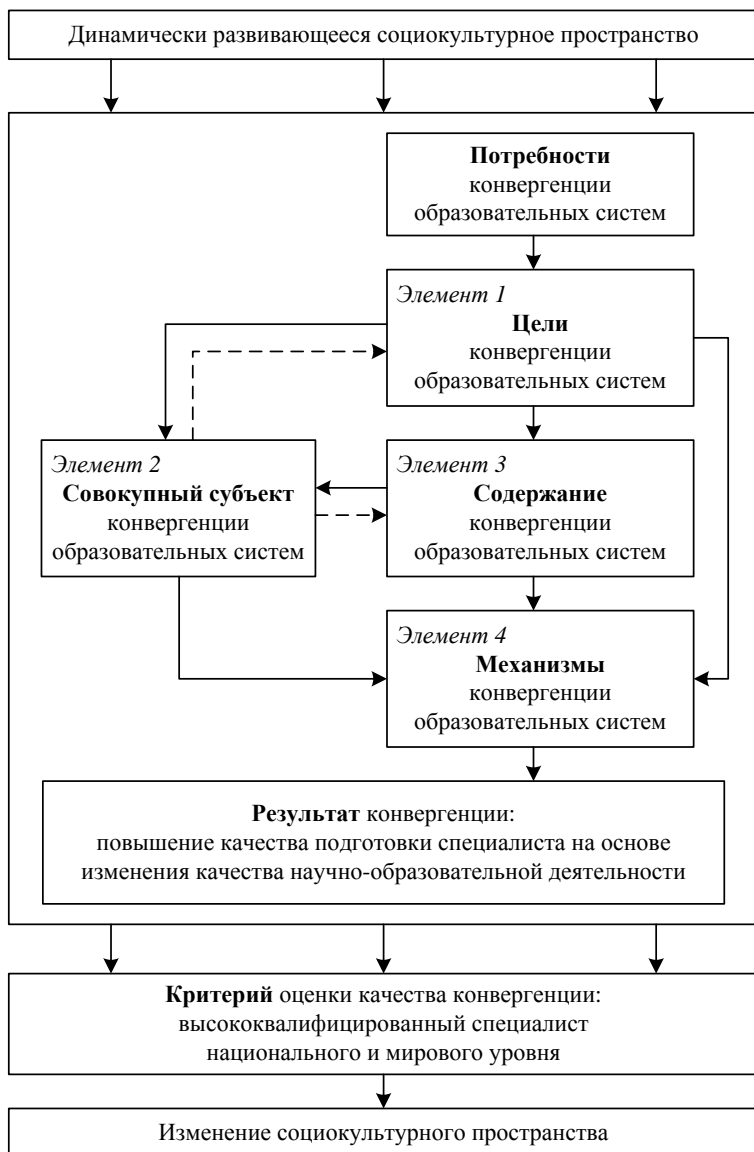 Динамически развивающееся социокультурное пространство
Потребности
конвергенции
образовательных систем
Элемент 1
Цели
конвергенции
образовательных систем
Элемент 2
Совокупный субъект
конвергенции
образовательных систем
Элемент 3
Содержание
конвергенции
образовательных систем
Элемент 4
Механизмы
конвергенции
образовательных систем
Результат конвергенции:
повышение качества подготовки специалиста на основе
изменения качества научно-образовательной деятельности
Критерий оценки качества конвергенции:
высококвалифицированный специалист
национального и мирового уровня
Изменение социокультурного пространства